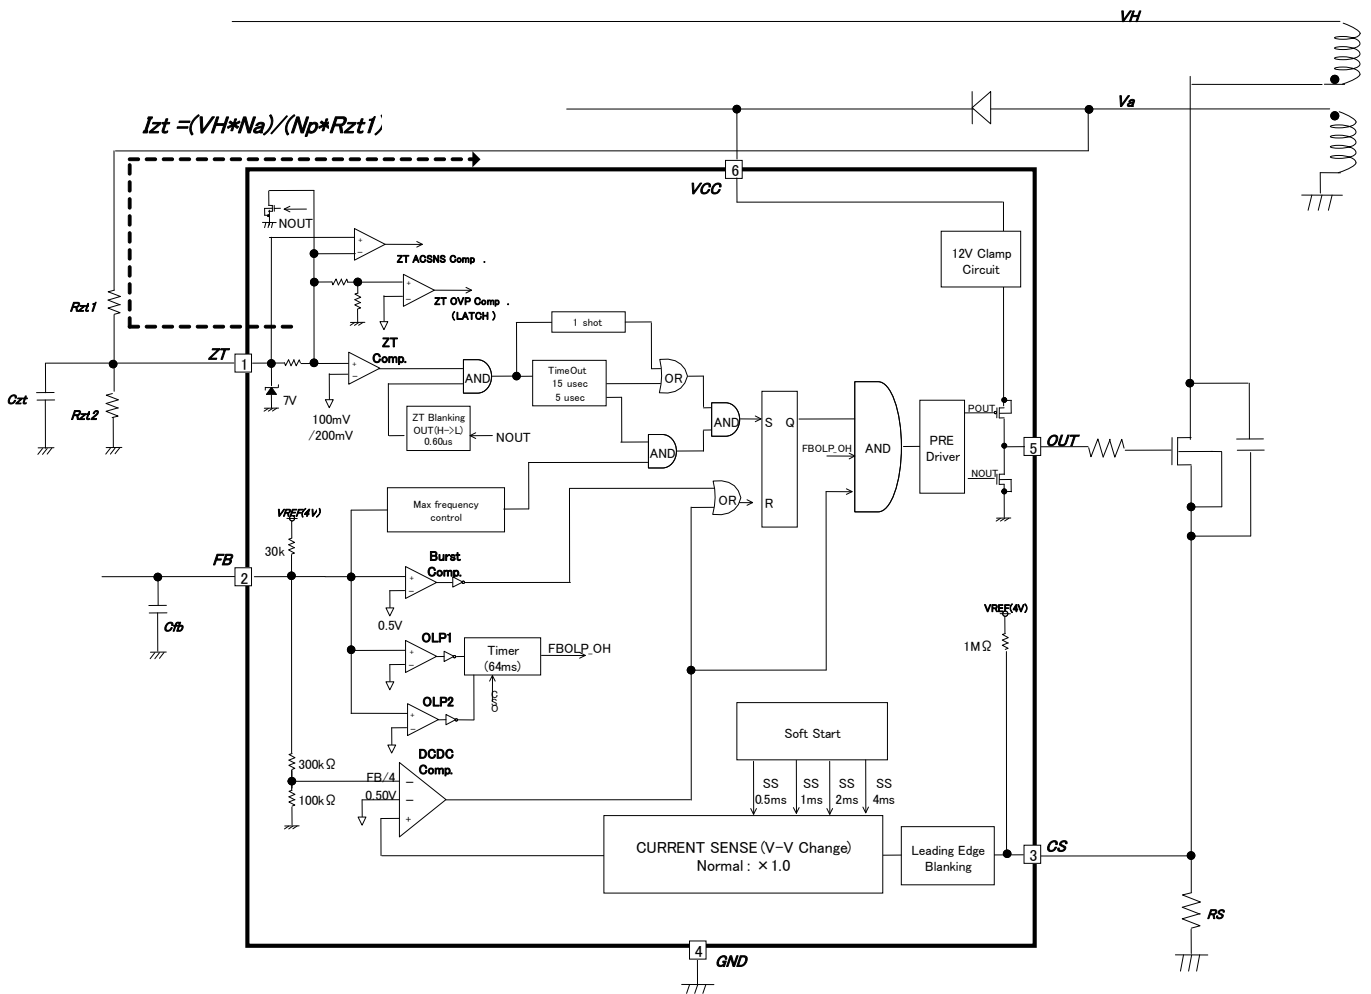 VH
Va
Izt =(VH*Na)/(Np*Rzt1)
6
VCC
NOUT
12V Clamp
Circuit
ZT ACSNS Comp .
ZT OVP Comp .
(LATCH)
Rzt1
1 shot
ZT
1
ZT
Comp.
7V
AND
TimeOut
15 usec
5 usec
OR
Czt
Rzt2
100mV
/200mV
ZT Blanking
OUT(H->L)
0.60us
NOUT
AND
AND
S
Q
R
FBOLP_OH
AND
PRE
Driver
POUT
NOUT
5
OUT
Max frequency
control
OR
VREF(4V)
30k
FB
2
Burst
Comp.
0.5V
Cfb
OLP1
Timer
(64ms)
FBOLP_OH
CSO
OLP2
VREF(4V)
1MΩ
DCDC
Comp.
300kΩ
FB/4
0.50V
100kΩ
Soft Start
SS
0.5ms
SS
1ms
SS
2ms
SS
4ms
CURRENT SENSE (V-V Change)
Normal : ×1.0
Leading Edge
Blanking
3
CS
RS
4
GND